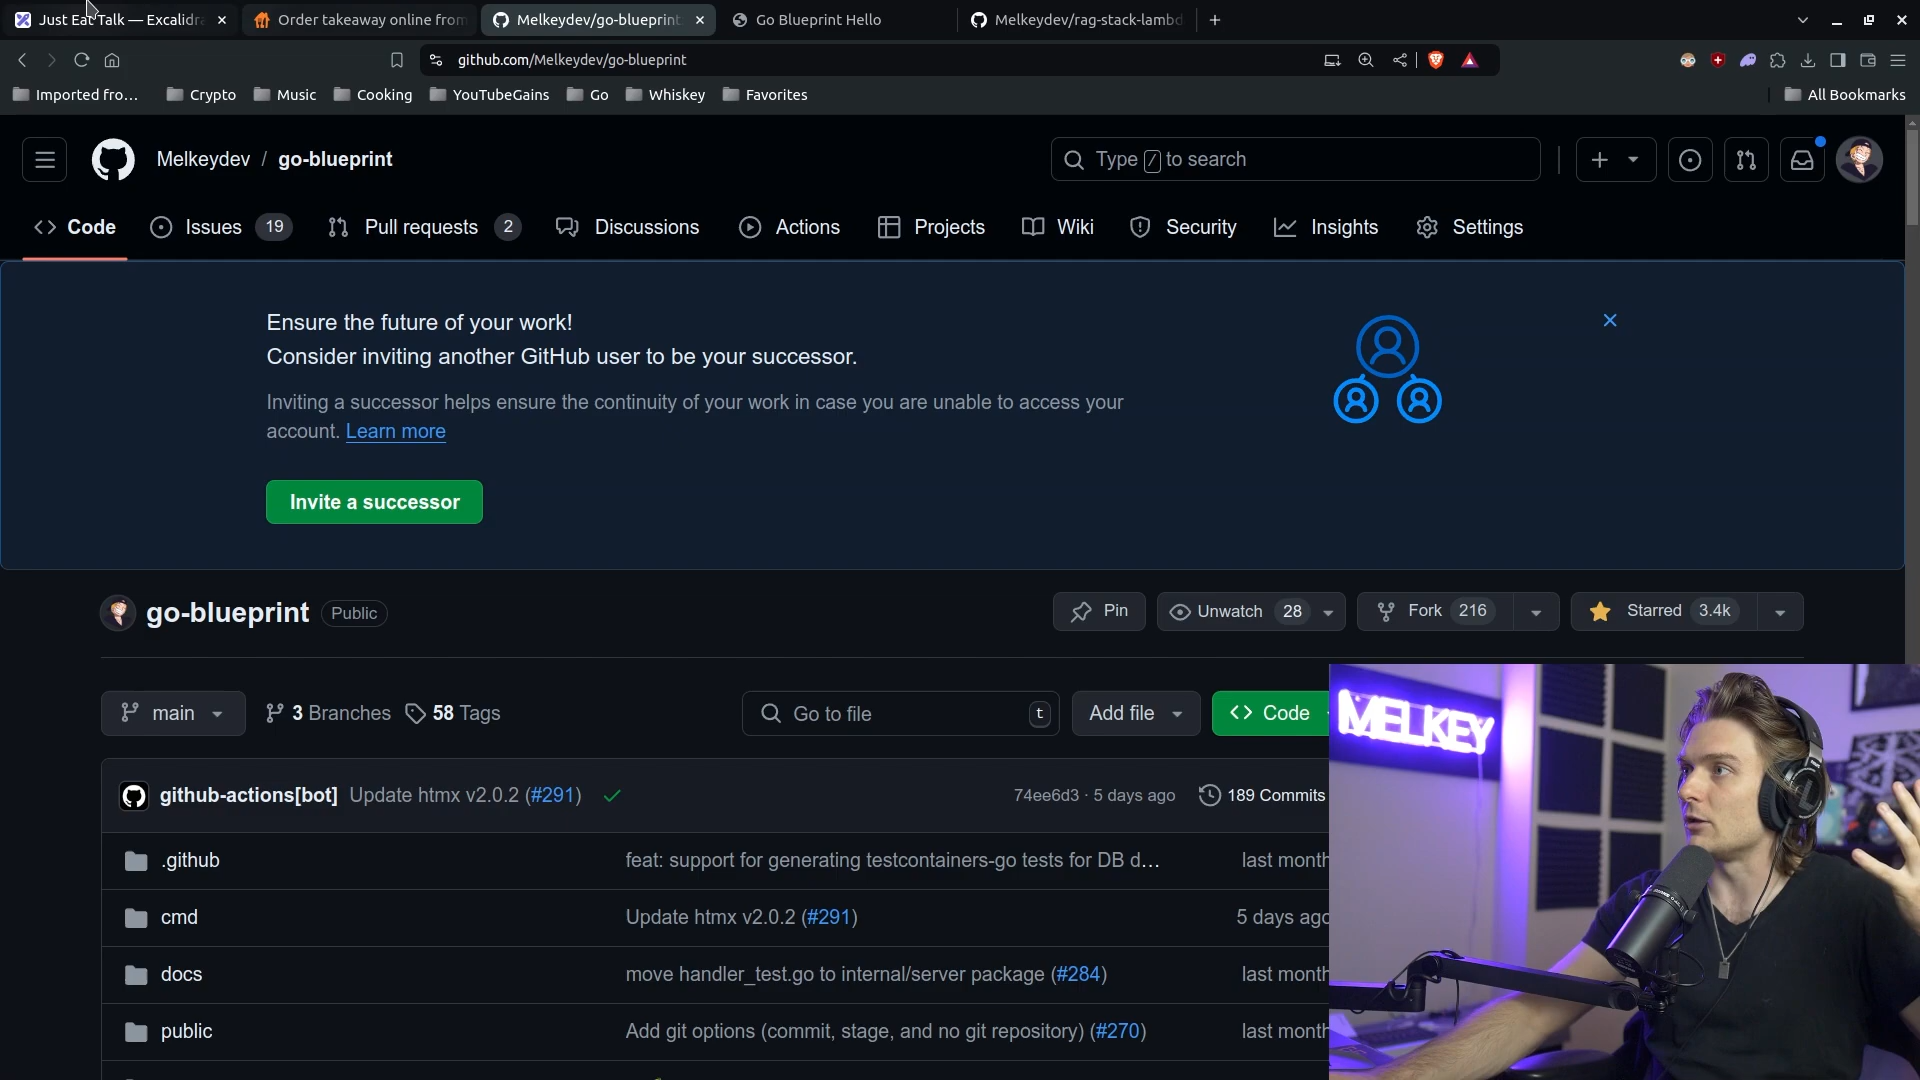 Just Eat Talk — Excalidra
Order takeaway online from
Melkeydev/go-blueprint
Go Blueprint Hello
Melkeydev/rag-stack-lambd
github.com/Melkeydev/go-blueprint
Imported fro...
Crypto
Music
Cooking
YouTubeGains
Go
Whiskey
Favorites
All Bookmarks
Melkeydev / go-blueprint
Type / to search
Code
Issues 19
Pull requests 2
Discussions
Actions
Projects
Wiki
Security
Insights
Settings
Ensure the future of your work!
Consider inviting another GitHub user to be your successor.
Inviting a successor helps ensure the continuity of your work in case you are unable to access your
account. Learn more
Invite a successor
go-blueprint Public
Pin
Unwatch 28
Fork 216
Starred 3.4k
main
3 Branches
58 Tags
Go to file t
Add file
Code
MELKEY
github-actions[bot] Update htmx v2.0.2 (#291)
74ee6d3 · 5 days ago
189 Commits
.github feat: support for generating testcontainers-go tests for DB d... last month
cmd Update htmx v2.0.2 (#291) 5 days ago
docs move handler_test.go to internal/server package (#284) last month
public Add git options (commit, stage, and no git repository) (#270) last month